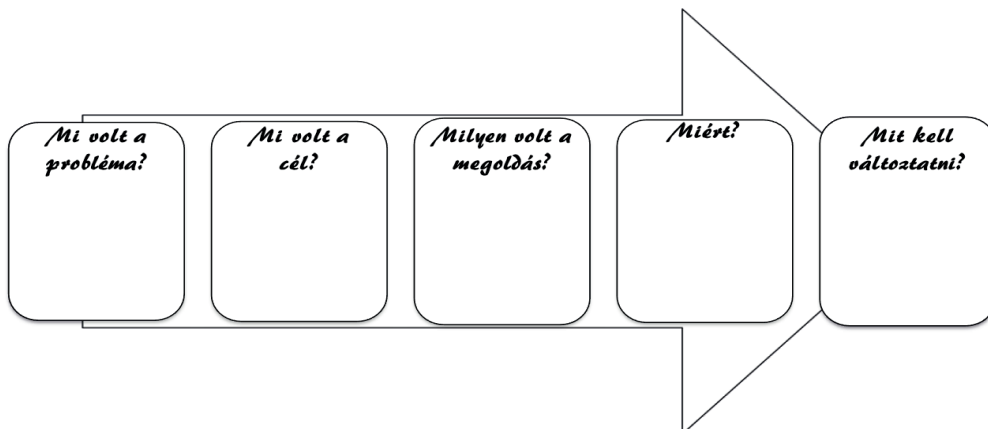 Mi volt a
probléma?
Mi volt a
cél?
Milyen volt a
megoldás?
Miért?
Mit kell
változtatni?